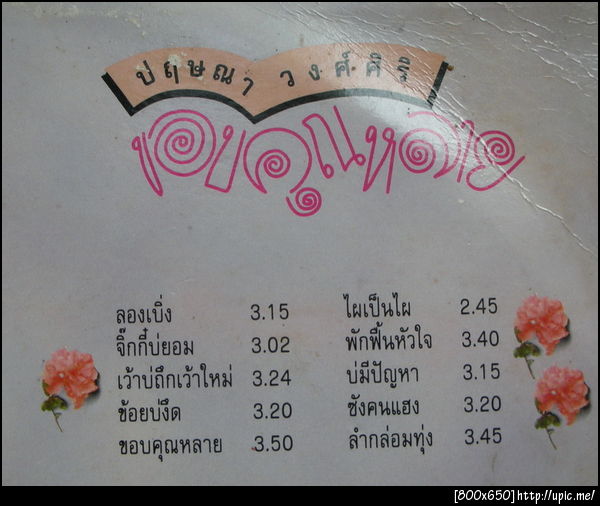 ปฤษณา วงศ์ศิริ
ขอบคุณหลาย
ลองเบิ่ง 3.15
จิ๊กกี๋บ่ยอม 3.02
เว้าบ่ถืกเว้าใหม่ 3.24
ข้อยบ่งึด 3.20
ขอบคุณหลาย 3.50
ไผเป็นไผ 2.45
พักฟื้นหัวใจ 3.40
บ่มีปัญหา 3.15
ซังคนแฮง 3.20
ลำกล่อมทุ่ง 3.45
[800x650] http://upic.me/